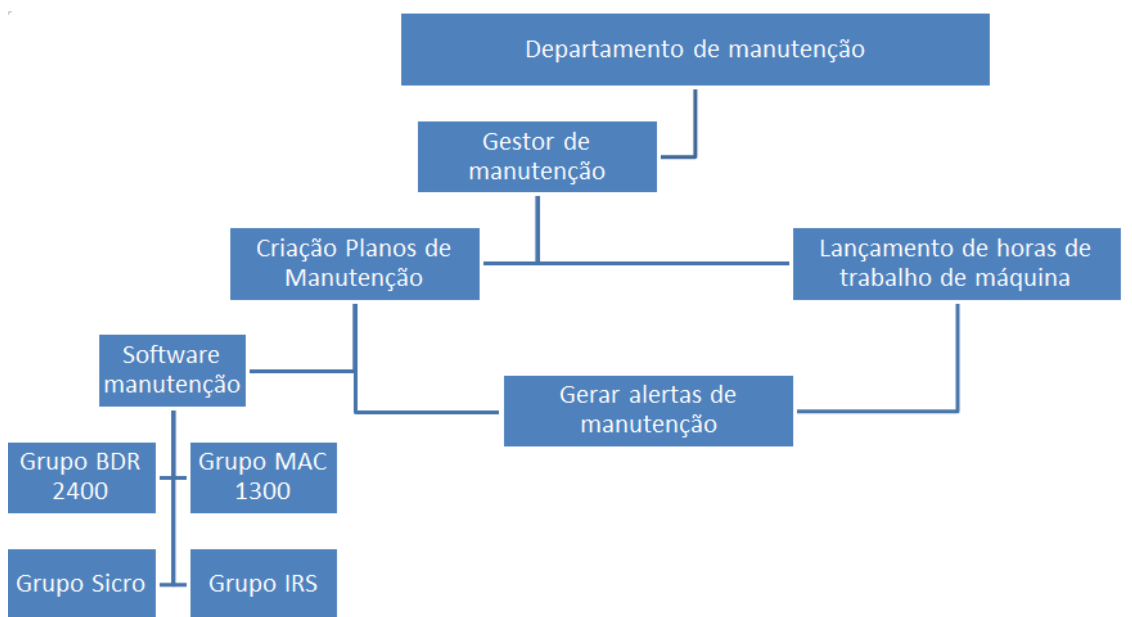 Departamento de manutenção
Gestor de
manutenção
Criação Planos de
Manutenção
Lançamento de horas de
trabalho de máquina
Software
manutenção
Gerar alertas de
manutenção
Grupo BDR
2400
Grupo MAC
1300
Grupo Sicro
Grupo IRS